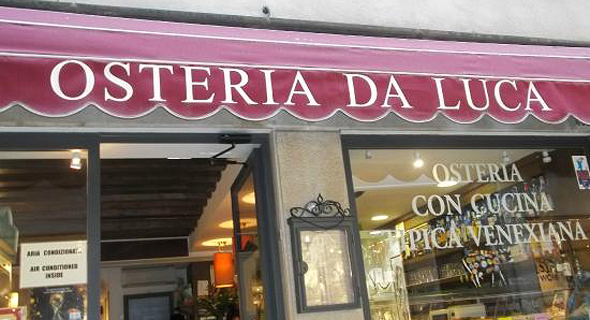 OSTERIA DA LUCA
OSTERIA
CON CUCINA
TIPICA VENEXIANA
ARIA CONDIZIONATA
AIR CONDITIONED
INSIDE